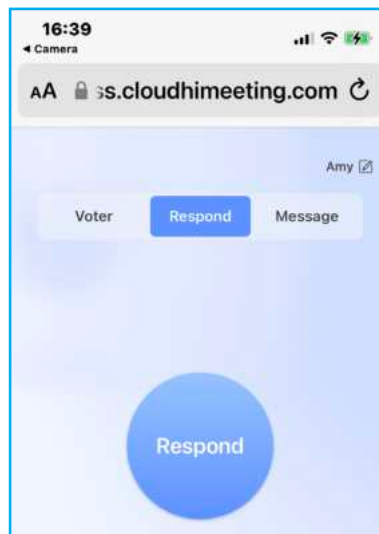 16:39
◀ Camera
AA ss.cloudhimeeting.com
Amy
Voter Respond Message
Respond